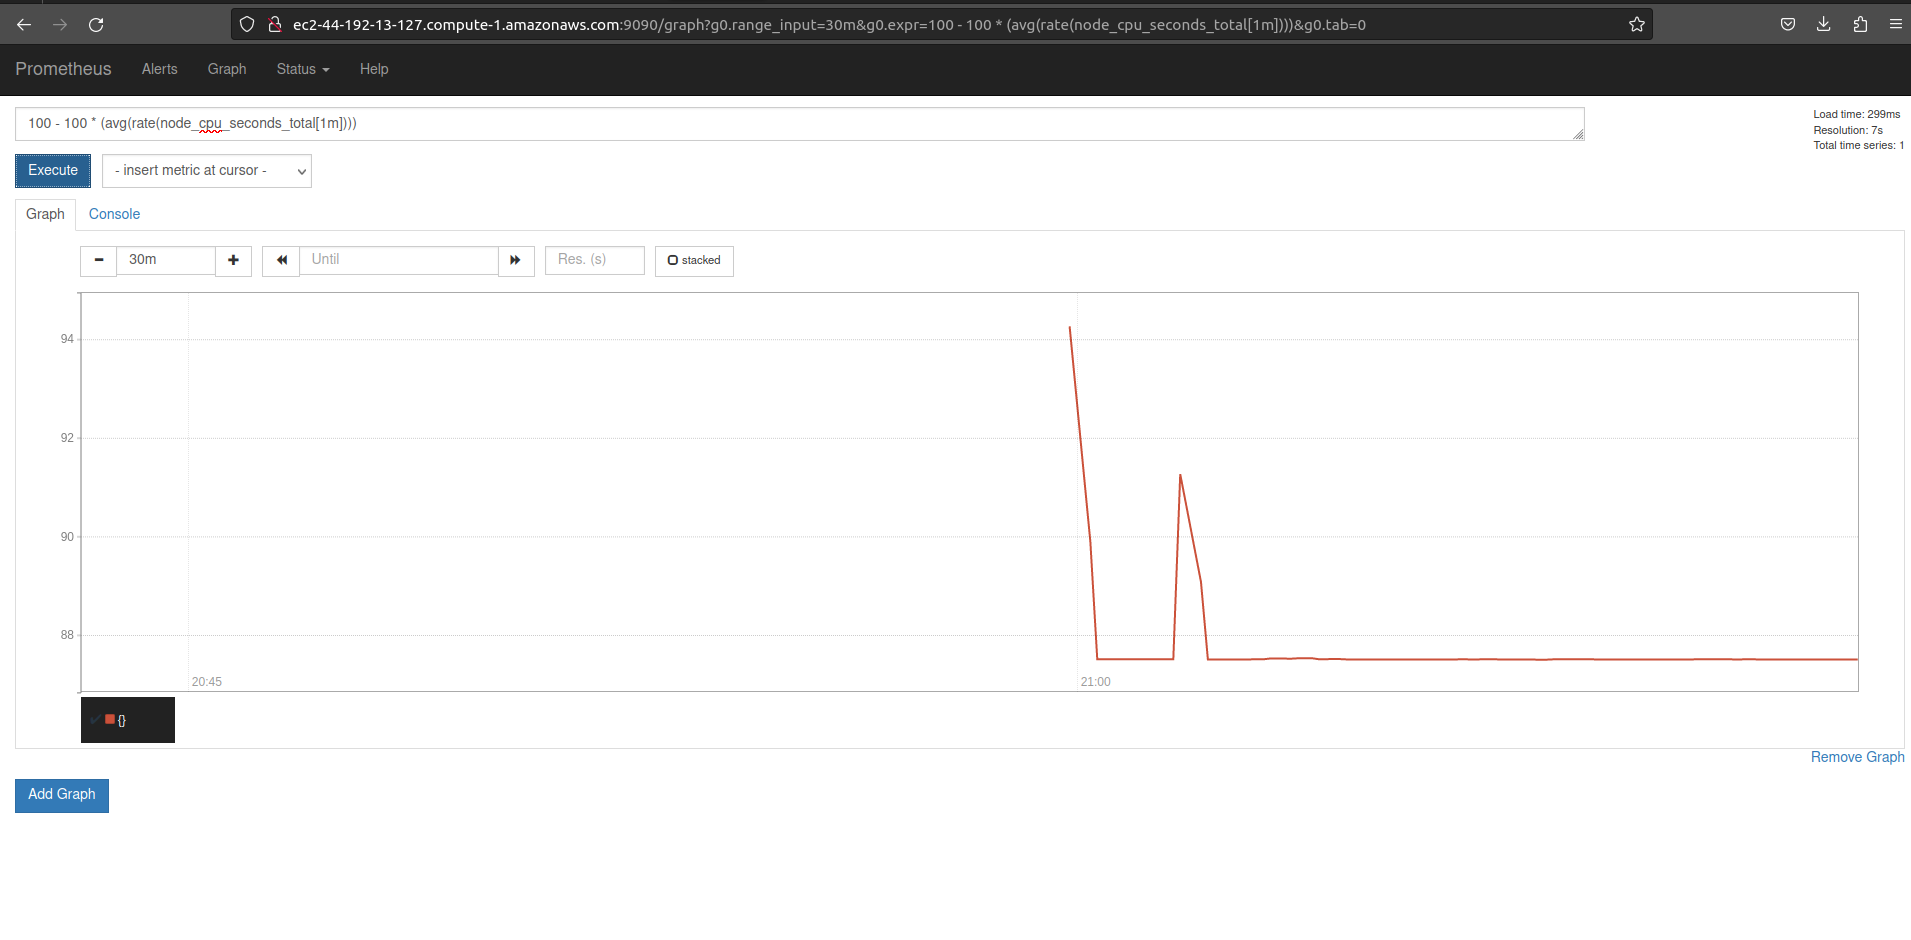 ec2-44-192-13-127.compute-1.amazonaws.com:9090/graph?g0.range_input=30m&g0.expr=100 - 100 * (avg(rate(node_cpu_seconds_total[1m])))&g0.tab=0
Prometheus Alerts Graph Status Help
100 - 100 * (avg(rate(node_cpu_seconds_total[1m])))
Load time: 299ms
Resolution: 7s
Total time series: 1
Execute - insert metric at cursor -
Graph Console
30m Until Res. (s) stacked
94
92
90
88
20:45 21:00
{}
Remove Graph
Add Graph